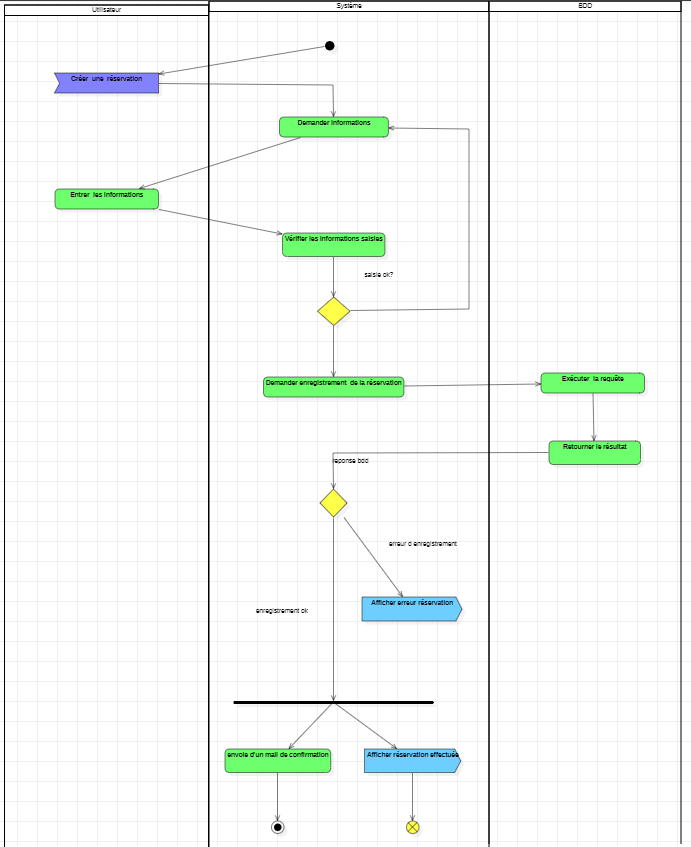 Utilisateur
Système
BDD
Créer une réservation
Demander informations
Entrer les informations
Vérifier les informations saisies
saisie ok?
Demander enregistrement de la réservation
Exécuter la requête
Retourner le résultat
reponse bdd
erreur d enregistrement
Afficher erreur réservation
enregistrement ok
envoie d'un mail de confirmation
Afficher réservation effectuée